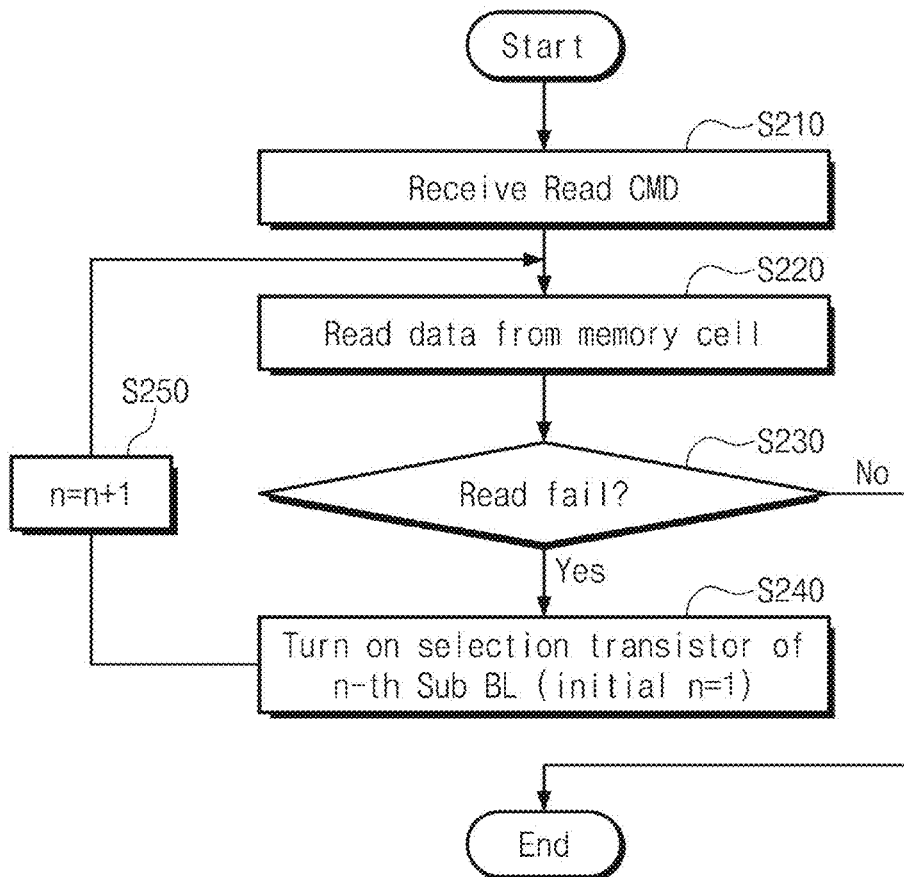 Start
S210
Receive Read CMD
S220
Read data from memory cell
S250
n=n+1
S230
Read fail?
No
Yes
S240
Turn on selection transistor of
n-th Sub BL (initial n=1)
End